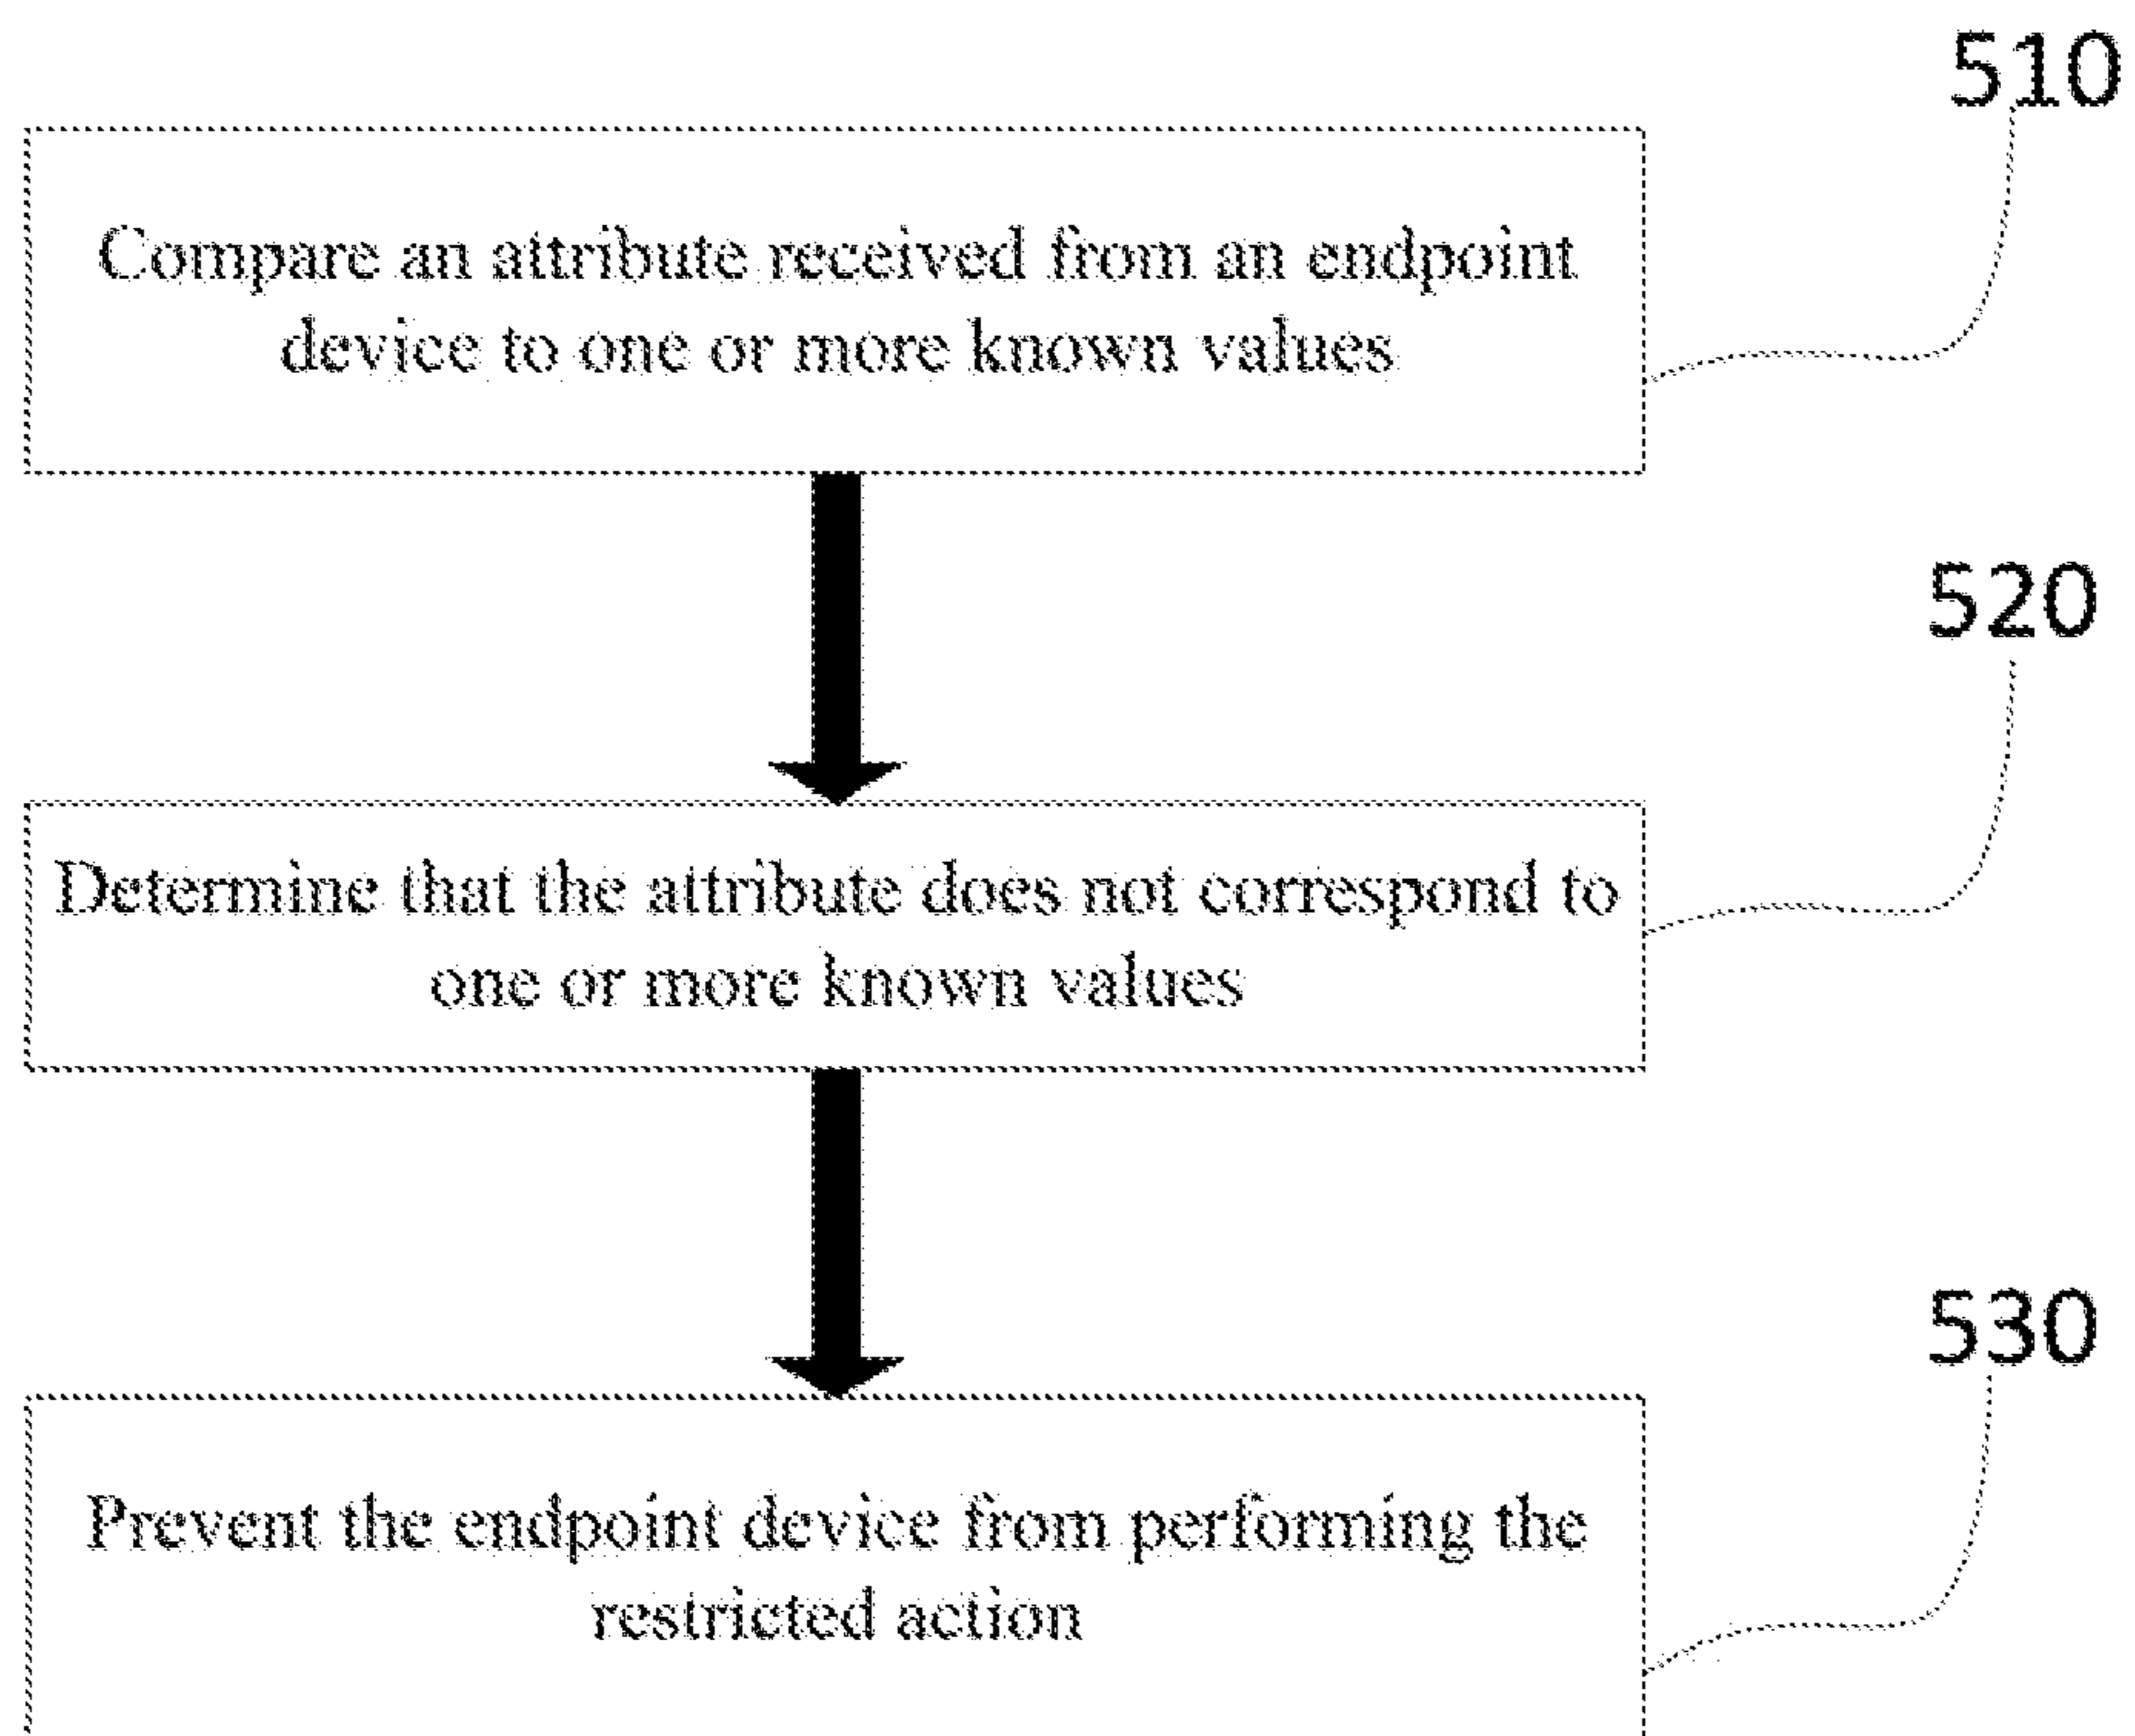 510
Compare an attribute received from an endpoint
device to one or more known values
520
Determine that the attribute does not correspond to
one or more known values
530
Prevent the endpoint device from performing the
restricted action